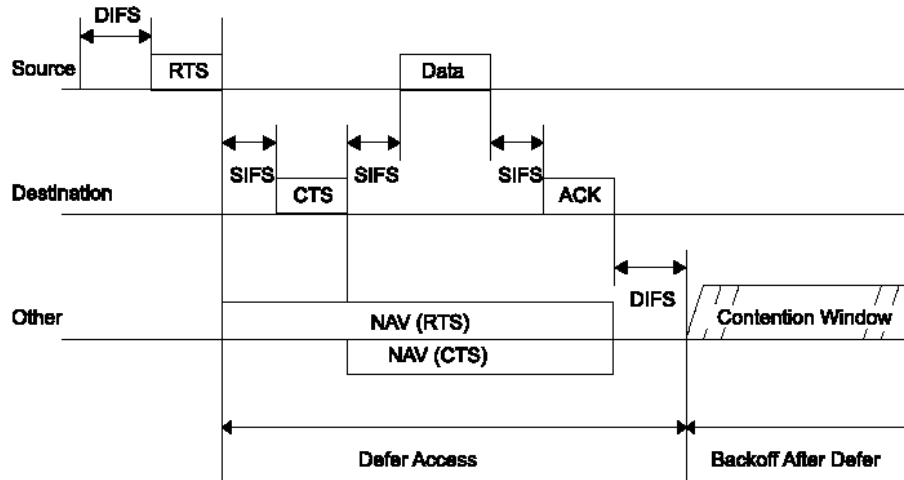 DIFS
Source
RTS
Data
SIFS
SIFS
SIFS
Destination
CTS
ACK
DIFS
Other
NAV (RTS)
Contention Window
NAV (CTS)
Defer Access
Backoff After Defer